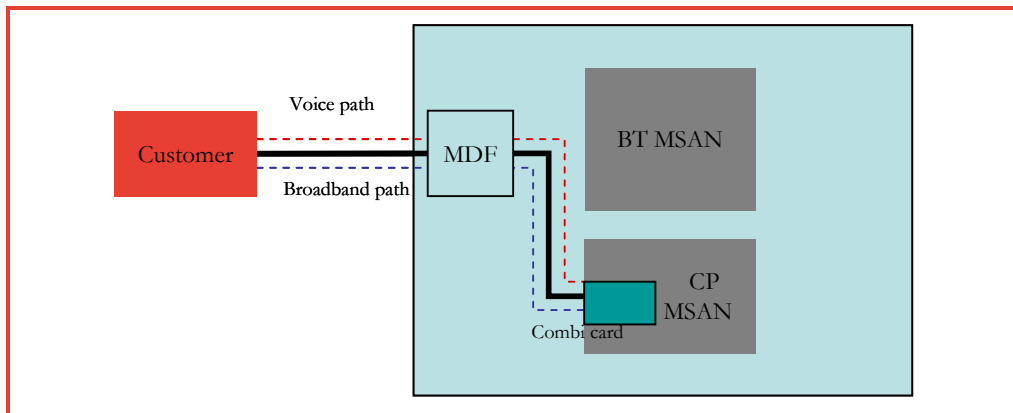 Voice path
Customer
MDF
BT MSAN
Broadband path
CP
MSAN
Combi card